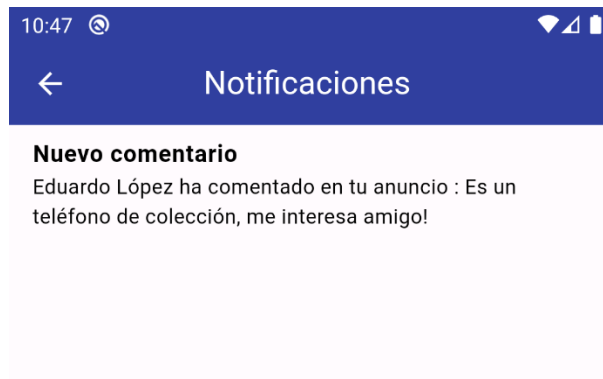 10:47
Notificaciones
Nuevo comentario
Eduardo López ha comentado en tu anuncio : Es un
teléfono de colección, me interesa amigo!